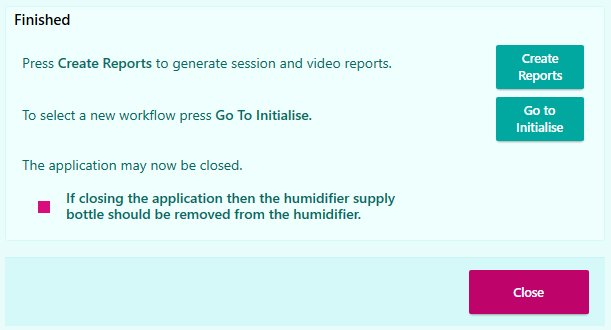 Finished
Press Create Reports to generate session and video reports.
Create
Reports
To select a new workflow press Go To Initialise.
Go to
Initialise
The application may now be closed.
If closing the application then the humidifier supply
bottle should be removed from the humidifier.
Close